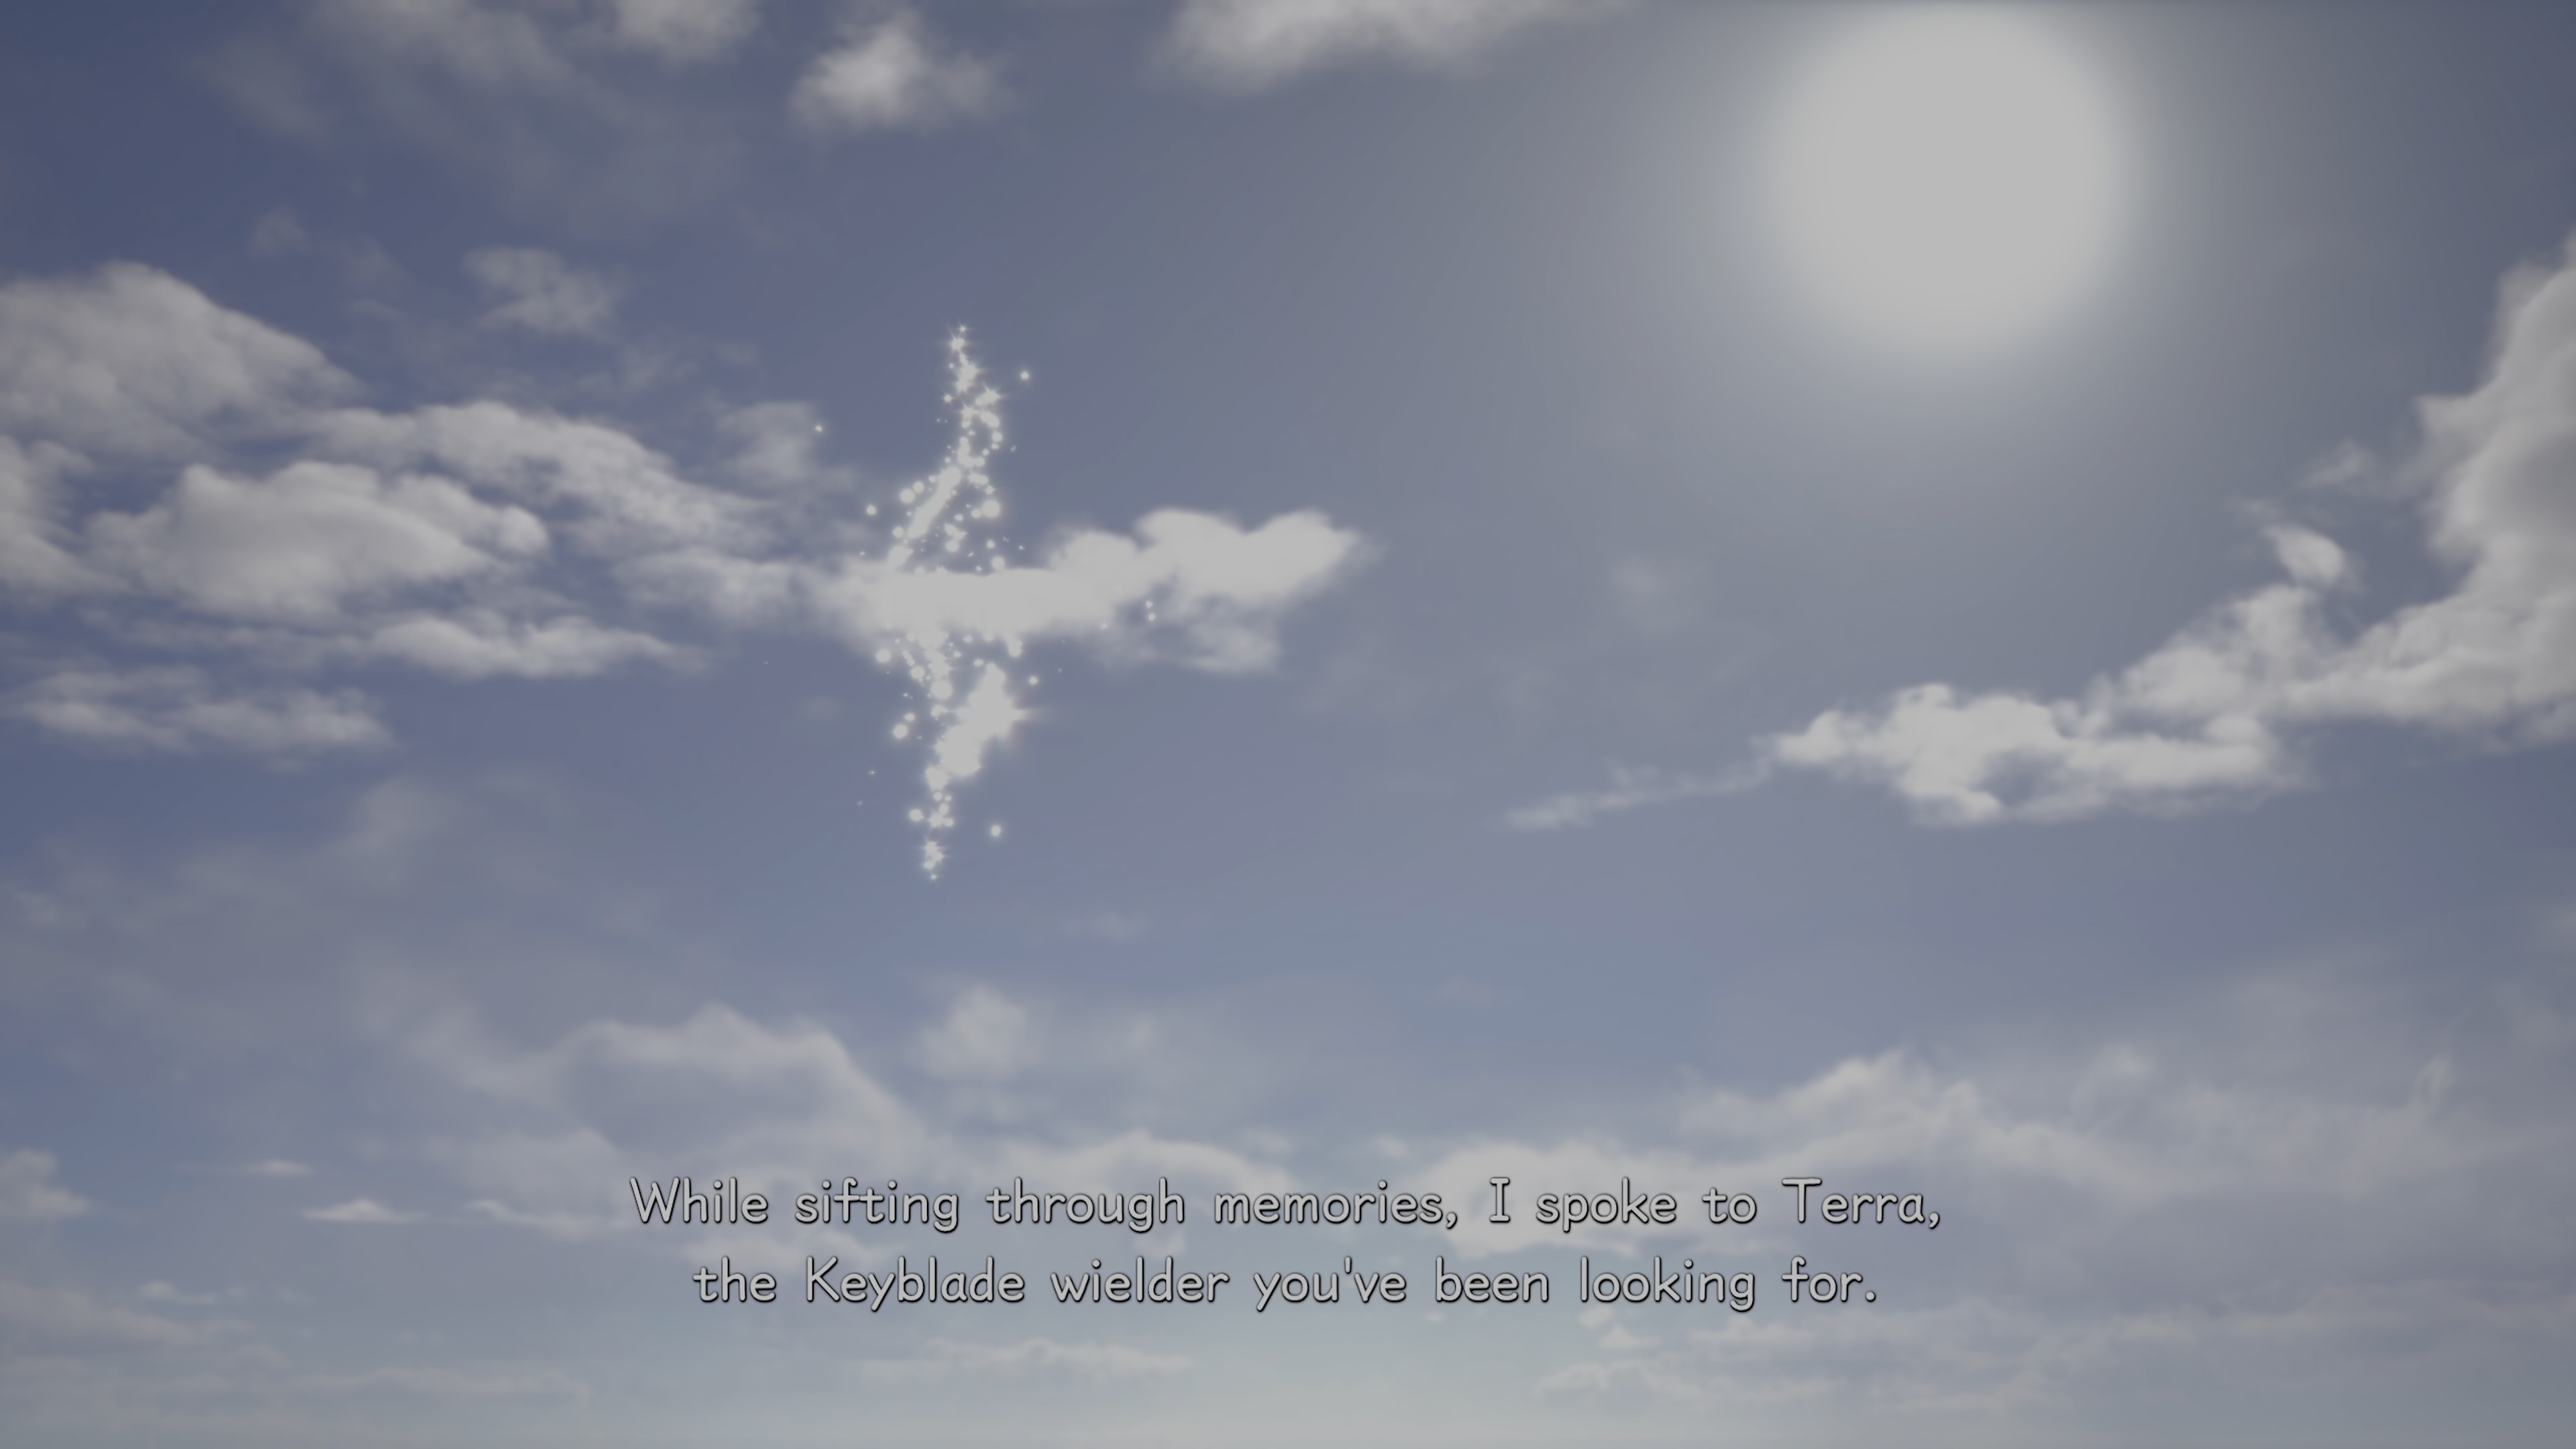 While sifting through memories, I spoke to Terra,
the Keyblade wielder you've been looking for.